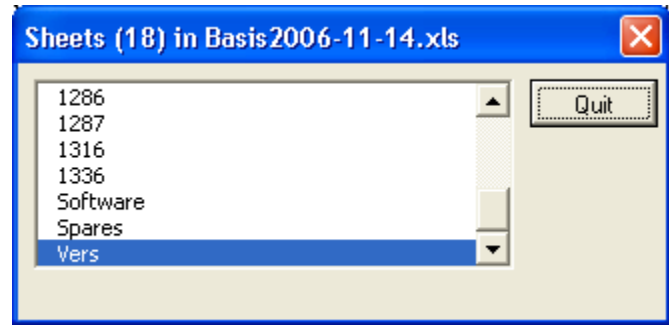 Sheets (18) in Basis2006-11-14.xls
1286
1287
1316
1336
Software
Spares
Vers
Quit